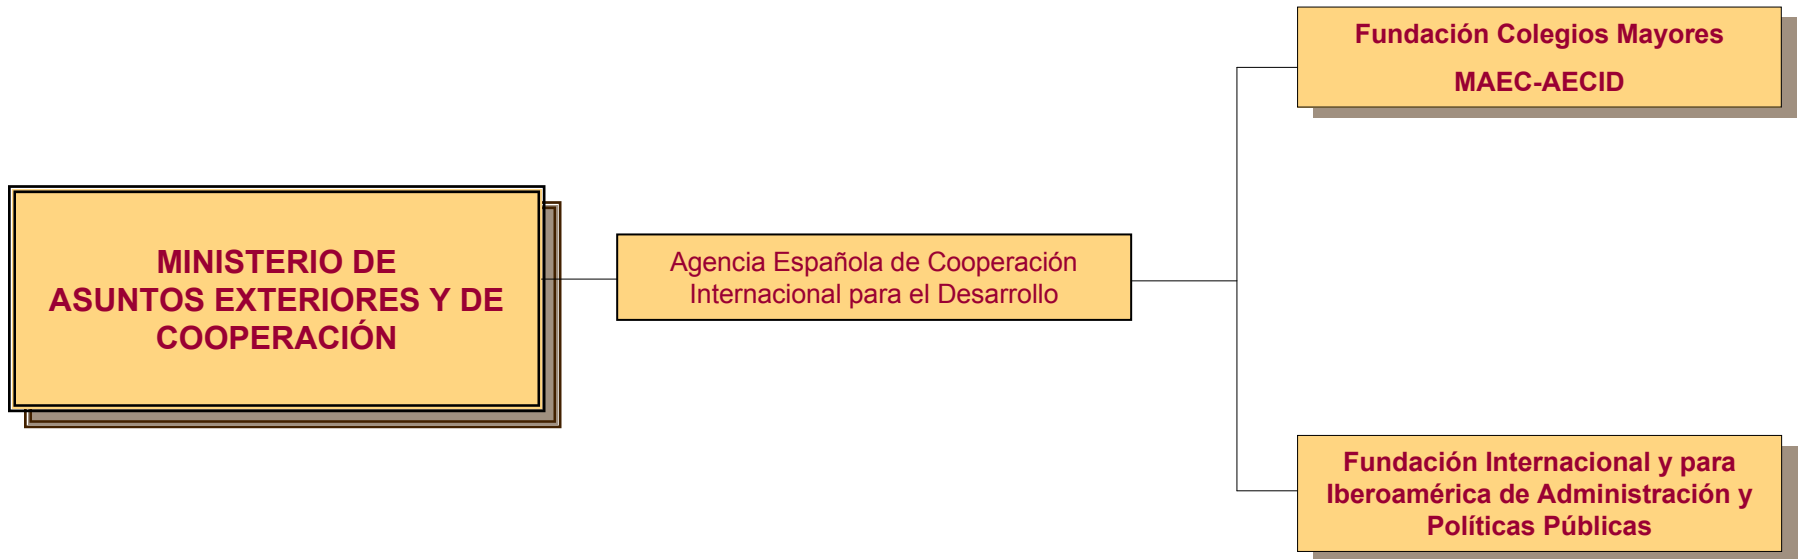 Fundación Colegios Mayores
MAEC-AECID
MINISTERIO DE
ASUNTOS EXTERIORES Y DE
COOPERACIÓN
Agencia Española de Cooperación
Internacional para el Desarrollo
Fundación Internacional y para
Iberoamérica de Administración y
Políticas Públicas